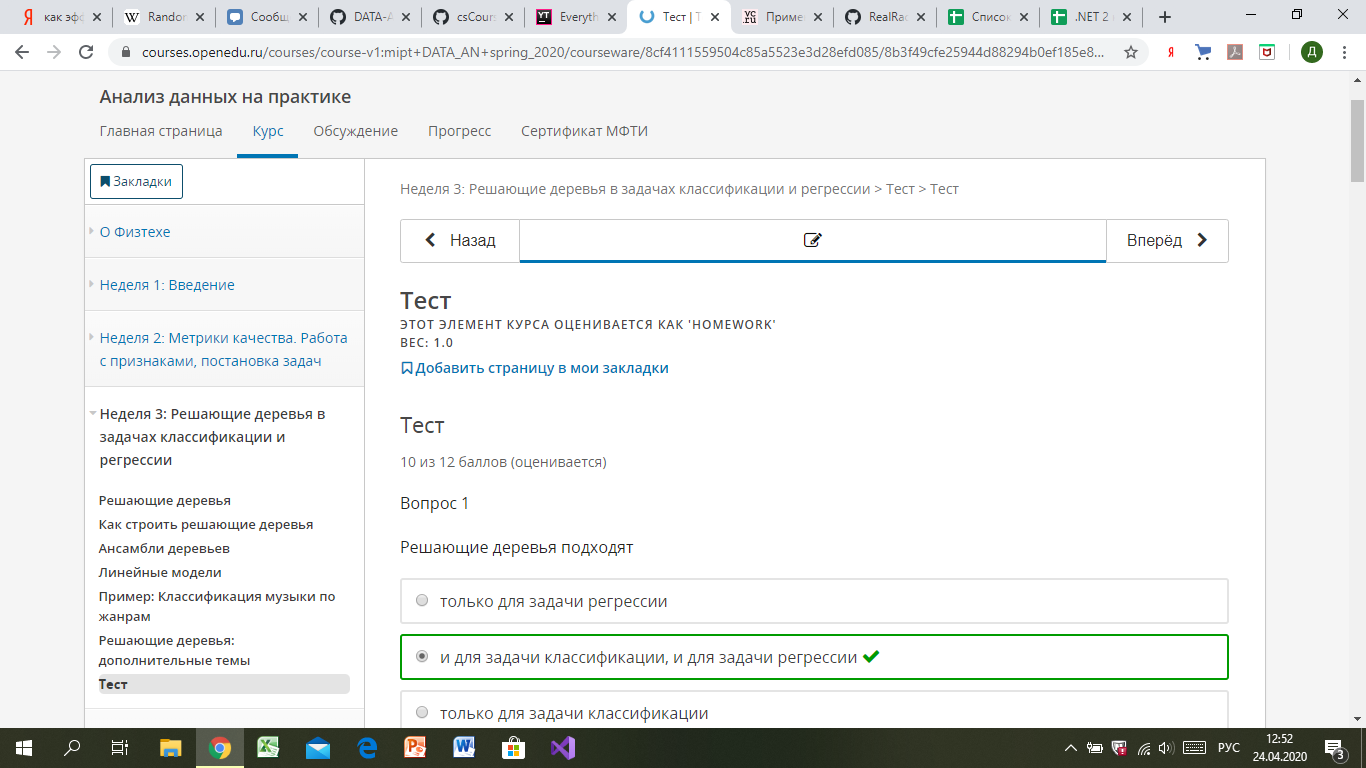 как эфф
Randon
Сообщ
DATA-A
csCour
Everyth
Тест | Т
Приме
RealRac
Список
.NET 2
courses.openedu.ru/courses/course-v1:mipt+DATA_AN+spring_2020/courseware/8cf4111559504c85a5523e3d28efd085/8b3f49cfe25944d88294b0ef185e8...
Д
Анализ данных на практике
Главная страница Курс Обсуждение Прогресс Сертификат МФТИ
Закладки
О Физтехе
Неделя 1: Введение
Неделя 2: Метрики качества. Работа
с признаками, постановка задач
Неделя 3: Решающие деревья в
задачах классификации и
регрессии
Решающие деревья
Как строить решающие деревья
Ансамбли деревьев
Линейные модели
Пример: Классификация музыки по
жанрам
Решающие деревья:
дополнительные темы
Тест
Неделя 3: Решающие деревья в задачах классификации и регрессии > Тест > Тест
Назад
Вперёд
Тест
ЭТОТ ЭЛЕМЕНТ КУРСА ОЦЕНИВАЕТСЯ КАК 'HOMEWORK'
ВЕС: 1.0
Добавить страницу в мои закладки
Тест
10 из 12 баллов (оценивается)
Вопрос 1
Решающие деревья подходят
только для задачи регрессии
и для задачи классификации, и для задачи регрессии
только для задачи классификации
РУС
12:52
24.04.2020
3